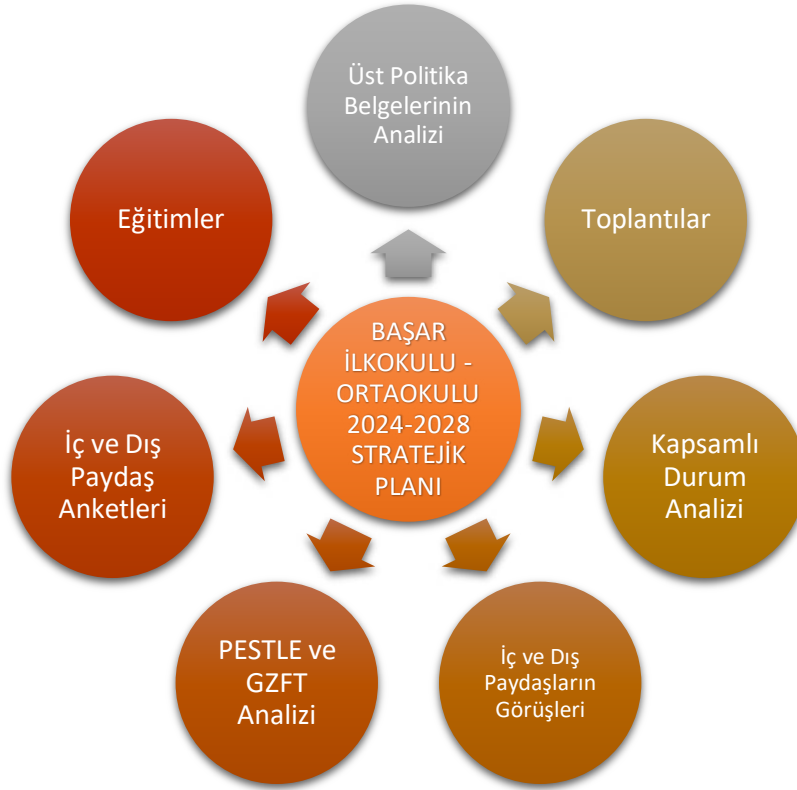 Üst Politika
Belgelerinin
Analizi
Toplantılar
Kapsamlı
Durum
Analizi
İç ve Dış
Paydaşların
Görüşleri
PESTLE ve
GZFT
Analizi
İç ve Dış
Paydaş
Anketleri
Eğitimler
BAŞAR
İLKOKULU -
ORTAOKULU
2024-2028
STRATEJİK
PLANI